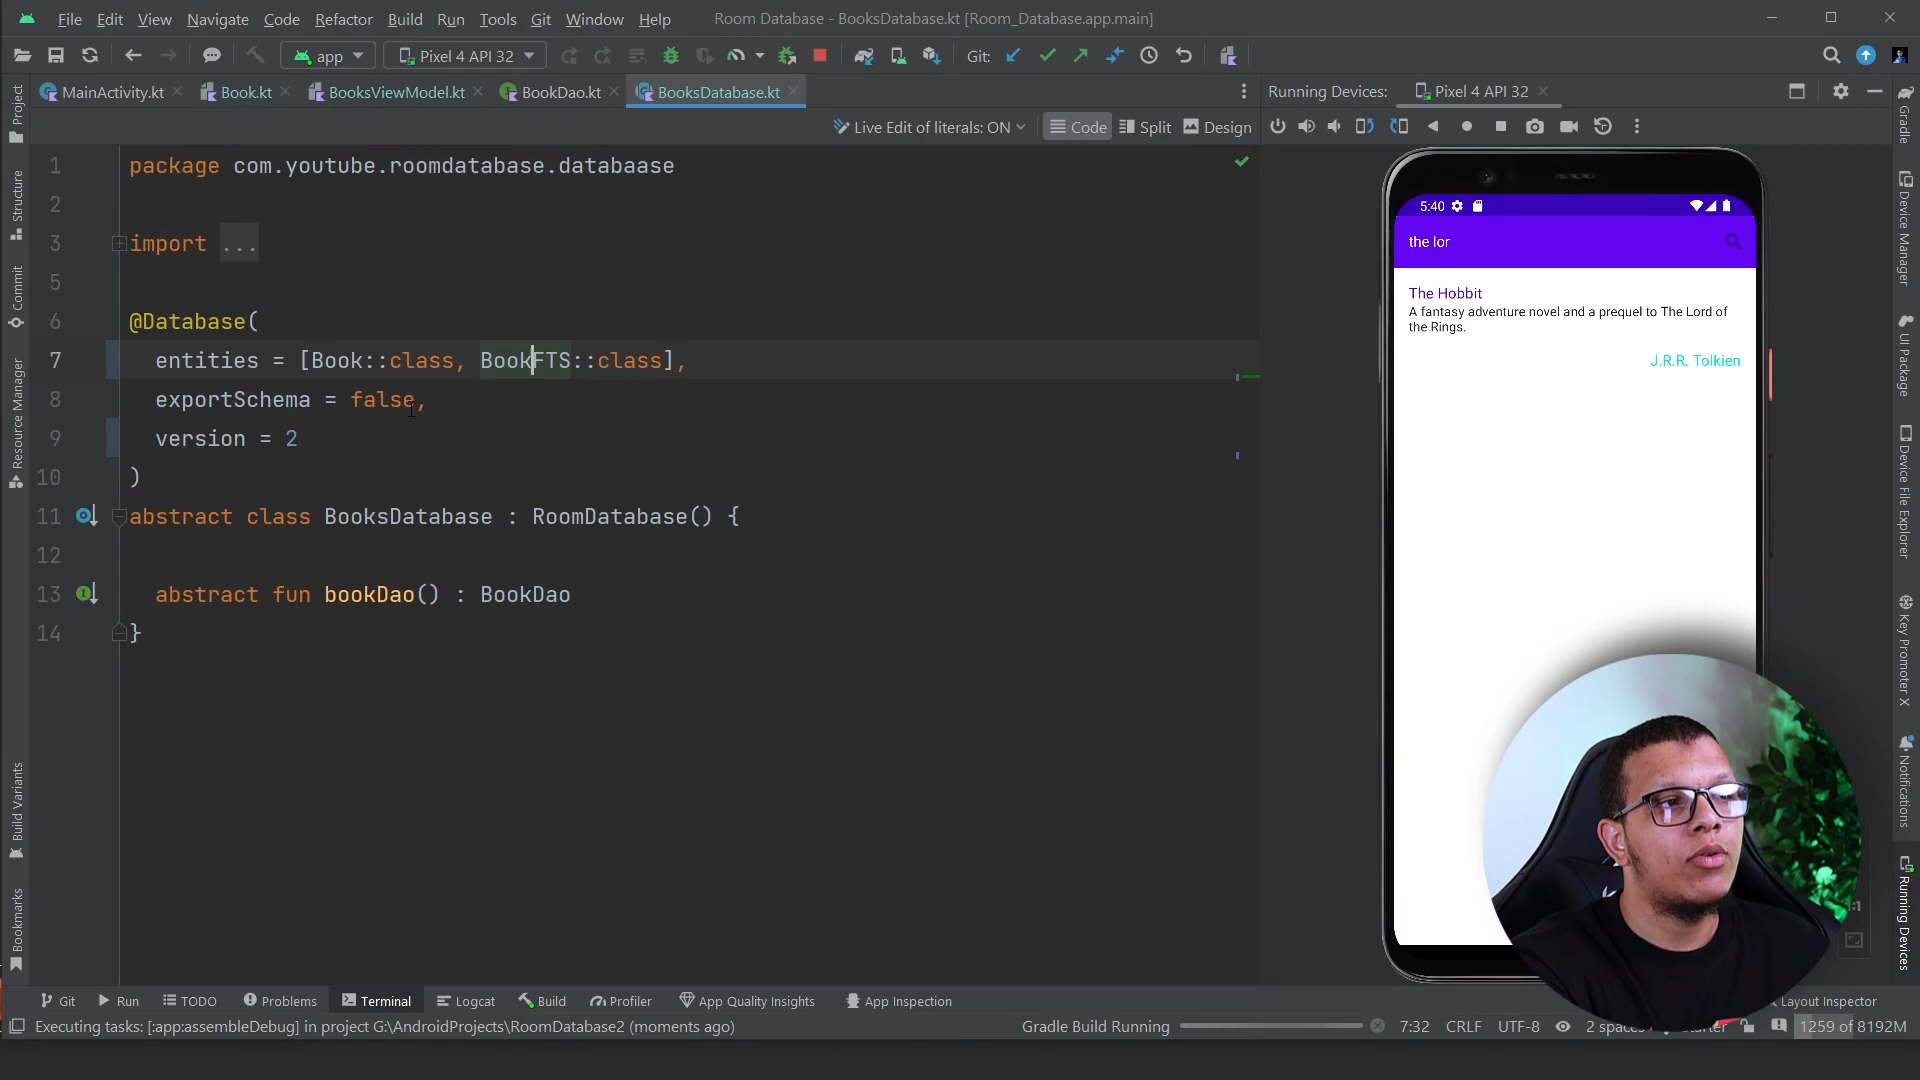 File Edit View Navigate Code Refactor Build Run Tools Git Window Help Room Database - BooksDatabase.kt [Room_Database.app.main]
app Pixel 4 API 32 Git:
MainActivity.kt Book.kt BooksViewModel.kt BookDao.kt BooksDatabase.kt Running Devices: Pixel 4 API 32
Live Edit of literals: ON Code Split Design
1 package com.youtube.roomdatabase.databaase
2
3 import ...
5
6 @Database(
7 entities = [Book::class, BookFTS::class],
8 exportSchema = false,
9 version = 2
10 )
11 abstract class BooksDatabase : RoomDatabase() {
12
13 abstract fun bookDao() : BookDao
14 }
5:40
the lor
The Hobbit
A fantasy adventure novel and a prequel to The Lord of
the Rings.
J.R.R. Tolkien
Project
Structure
Commit
Resource Manager
Build Variants
Bookmarks
Gradle
Device Manager
UI Package
Device File Explorer
Key Promoter X
Notifications
Running Devices
Git Run TODO Problems Terminal Logcat Build Profiler App Quality Insights App Inspection Layout Inspector
Executing tasks: [:app:assembleDebug] in project G:\AndroidProjects\RoomDatabase2 (moments ago) Gradle Build Running 7:32 CRLF UTF-8 2 spaces 1259 of 8192M